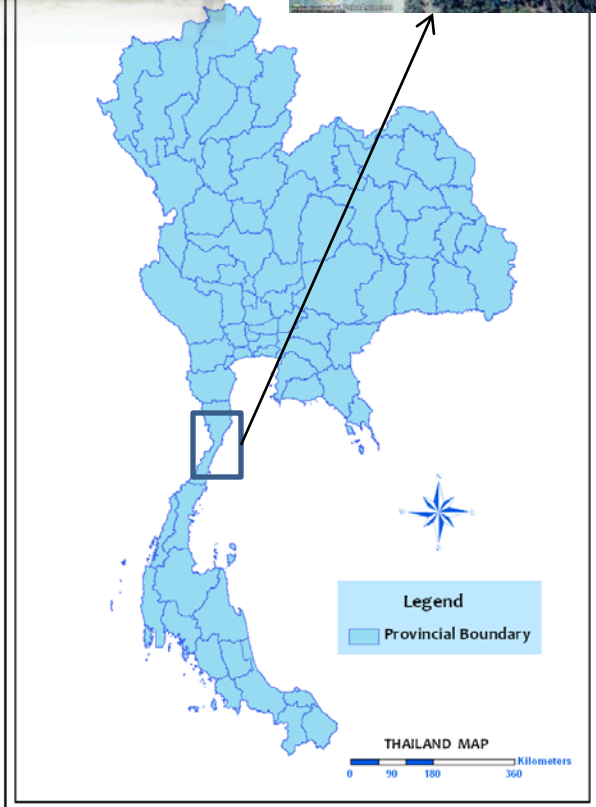 N
W
E
S
Legend
Provincial Boundary
THAILAND MAP
Kilometers
0 90 180 360